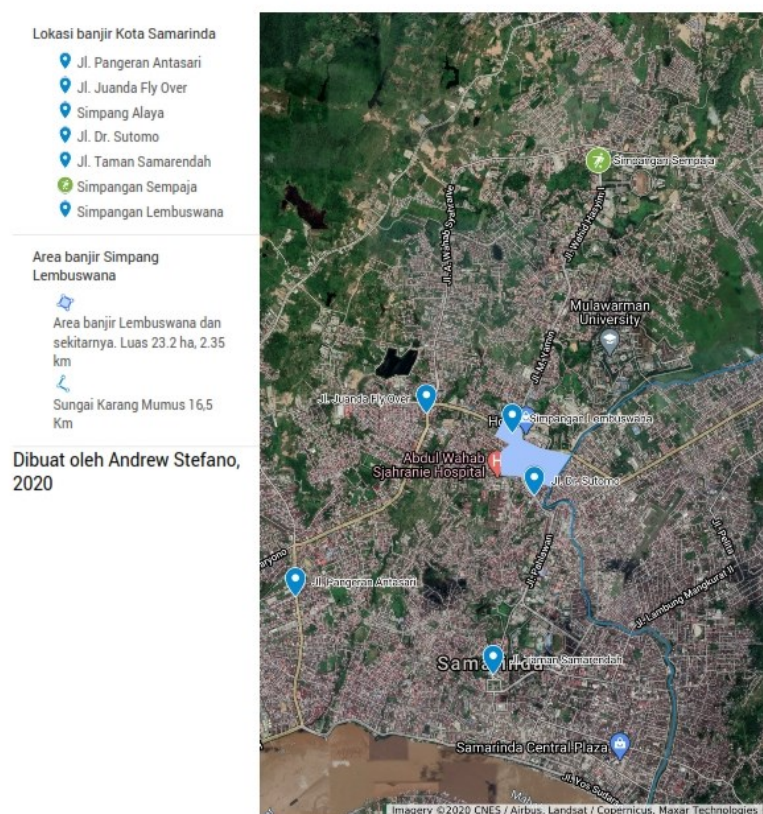 Lokasi banjir Kota Samarinda
Jl. Pangeran Antasari
Jl. Juanda Fly Over
Simpang Alaya
Jl. Dr. Sutomo
Jl. Taman Samarendah
Simpangan Sempaja
Simpangan Lembuswana
Area banjir Simpang
Lembuswana
Area banjir Lembuswana dan
sekitarnya. Luas 23.2 ha, 2.35
km
Sungai Karang Mumus 16,5
Km
Dibuat oleh Andrew Stefano,
2020
Simpangan Sempaja
Jl. A. Wahab Syahranie
Jl. Wahid Hasyim I
Mulawarman
University
Jl. M.Yamin
Jl. Juanda Fly Over
Simpangan Lembuswana
Abdul Wahab
Sjahranie Hospital
Jl. Dr. Sutomo
Jl. Pelita
Jl. Pahlawan
Jl. Pangeran Antasari
Jl. Lambung Mangkurat II
Samarinda
Jl. Taman Samarendah
Samarinda Central Plaza
Imagery ©2020 CNES / Airbus, Landsat / Copernicus, Maxar Technologies